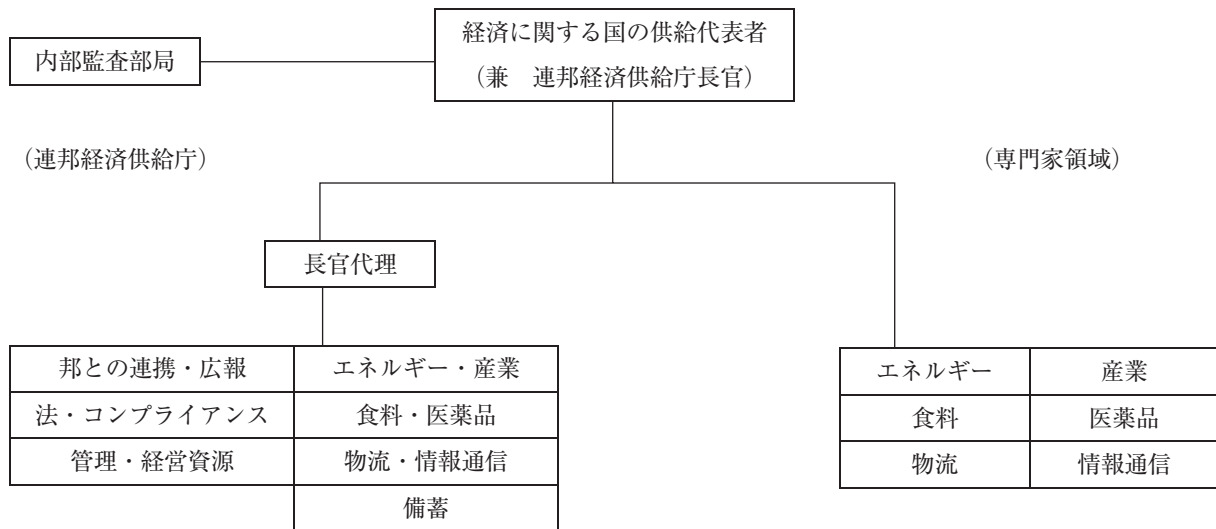 経済に関する国の供給代表者
(兼　連邦経済供給庁長官)
内部監査部局
(連邦経済供給庁)
(専門家領域)
長官代理
邦との連携・広報
エネルギー・産業
法・コンプライアンス
食料・医薬品
管理・経営資源
物流・情報通信
備蓄
エネルギー
産業
食料
医薬品
物流
情報通信